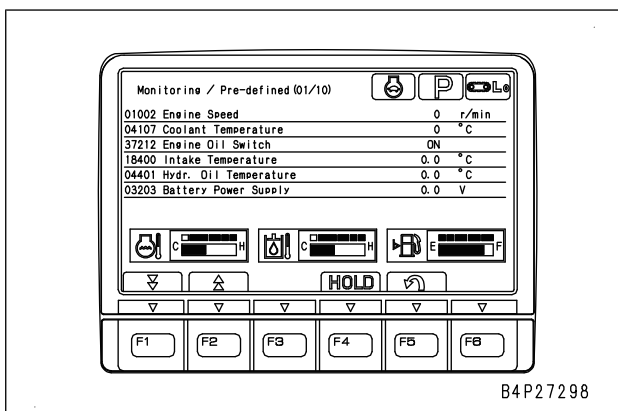 Monitoring / Pre-defined (01/10)
P
Lo
01002 Engine Speed 0 r/min
04107 Coolant Temperature 0 °C
37212 Engine Oil Switch ON
18400 Intake Temperature 0.0 °C
04401 Hydr. Oil Temperature 0.0 °C
03203 Battery Power Supply 0.0 V
C H C H E F
HOLD
F1 F2 F3 F4 F5 F6
B4P27298